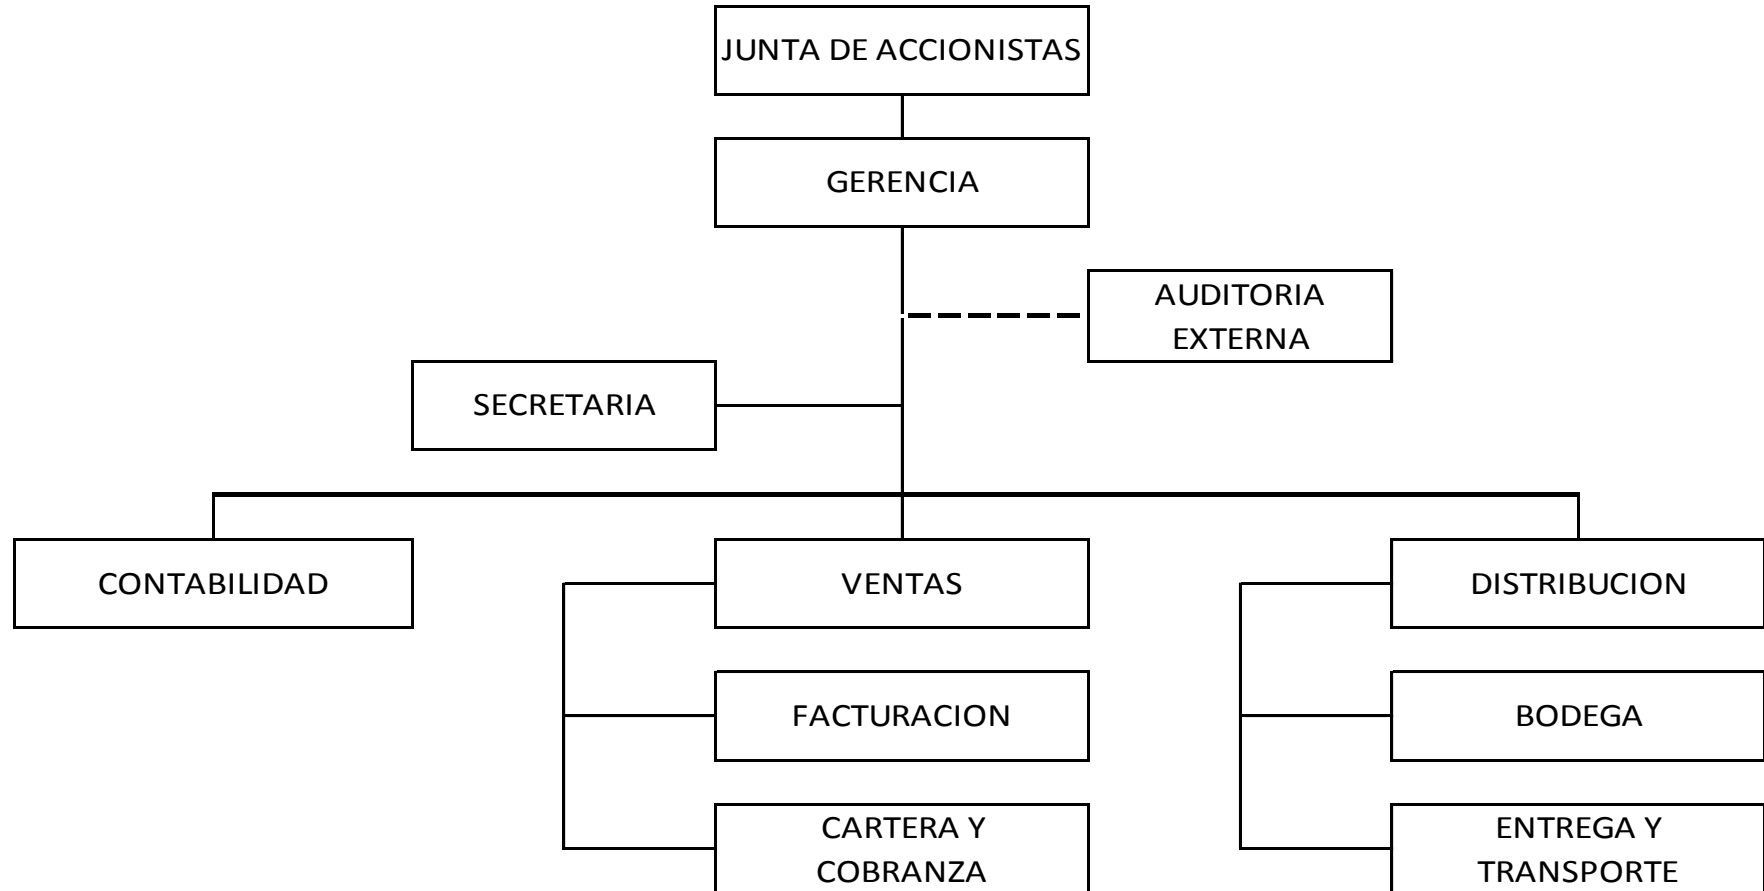 JUNTA DE ACCIONISTAS
GERENCIA
AUDITORIA
EXTERNA
SECRETARIA
CONTABILIDAD
VENTAS
DISTRIBUCION
FACTURACION
BODEGA
CARTERA Y
COBRANZA
ENTREGA Y
TRANSPORTE